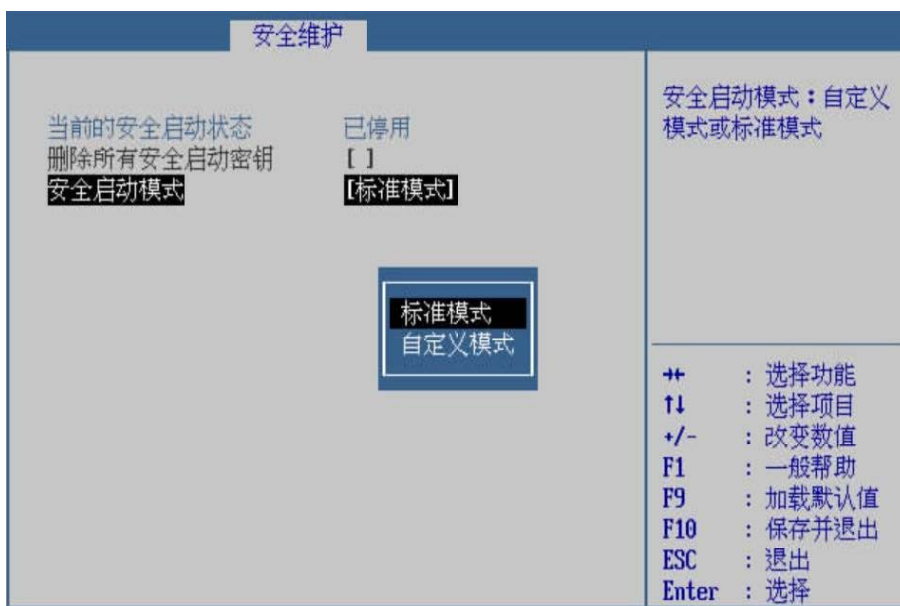 安全维护
当前的安全启动状态 已停用
删除所有安全启动密钥 [ ]
安全启动模式 [标准模式]
标准模式
自定义模式
安全启动模式：自定义
模式或标准模式
→← : 选择功能
↑↓ : 选择项目
+/- : 改变数值
F1 : 一般帮助
F9 : 加载默认值
F10 : 保存并退出
ESC : 退出
Enter : 选择